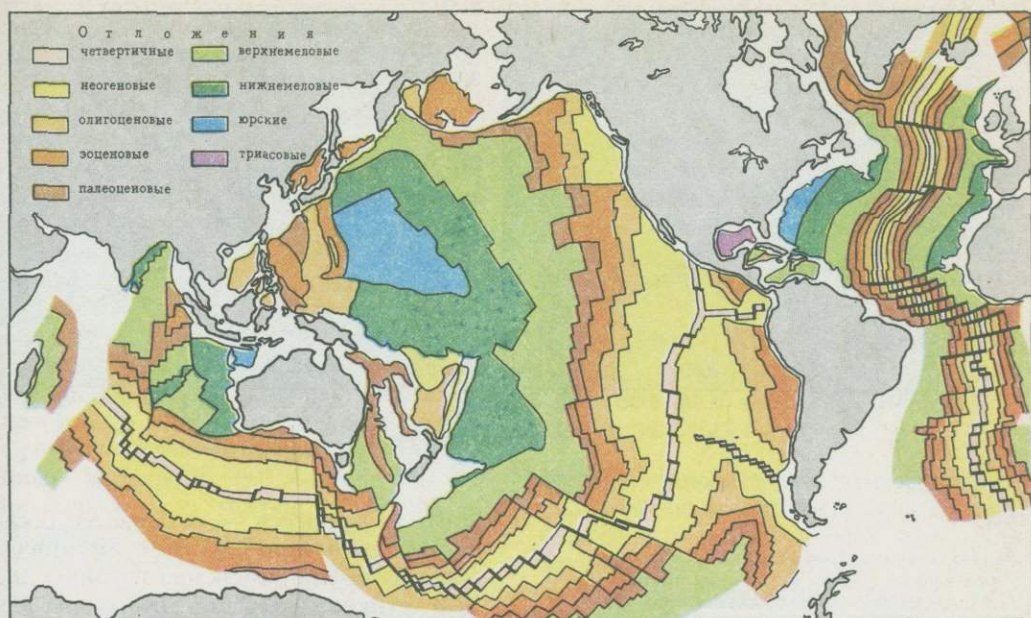 Отложения
четвертичные
неогеновые
олигоценовые
эоценовые
палеоценовые
верхнемеловые
нижнемеловые
юрские
триасовые